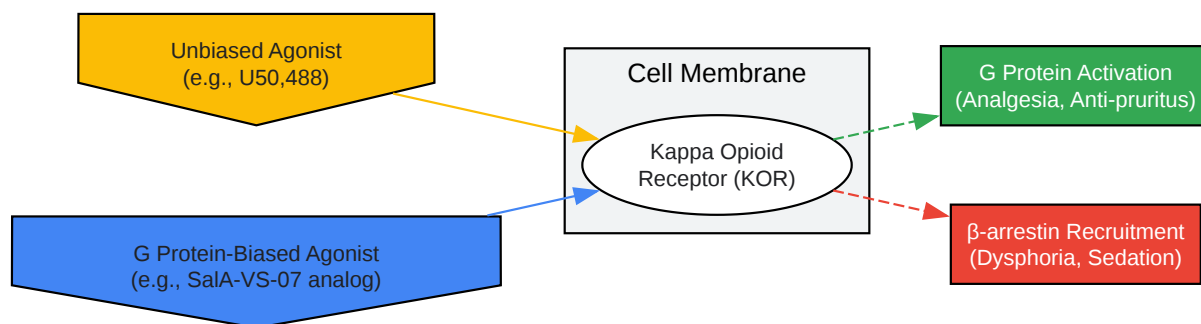 Unbiased Agonist
(e.g., U50,488)
Cell Membrane
Kappa Opioid
Receptor (KOR)
G Protein Activation
(Analgesia, Anti-pruritus)
G Protein-Biased Agonist
(e.g., SalA-VS-07 analog)
β-arrestin Recruitment
(Dysphoria, Sedation)